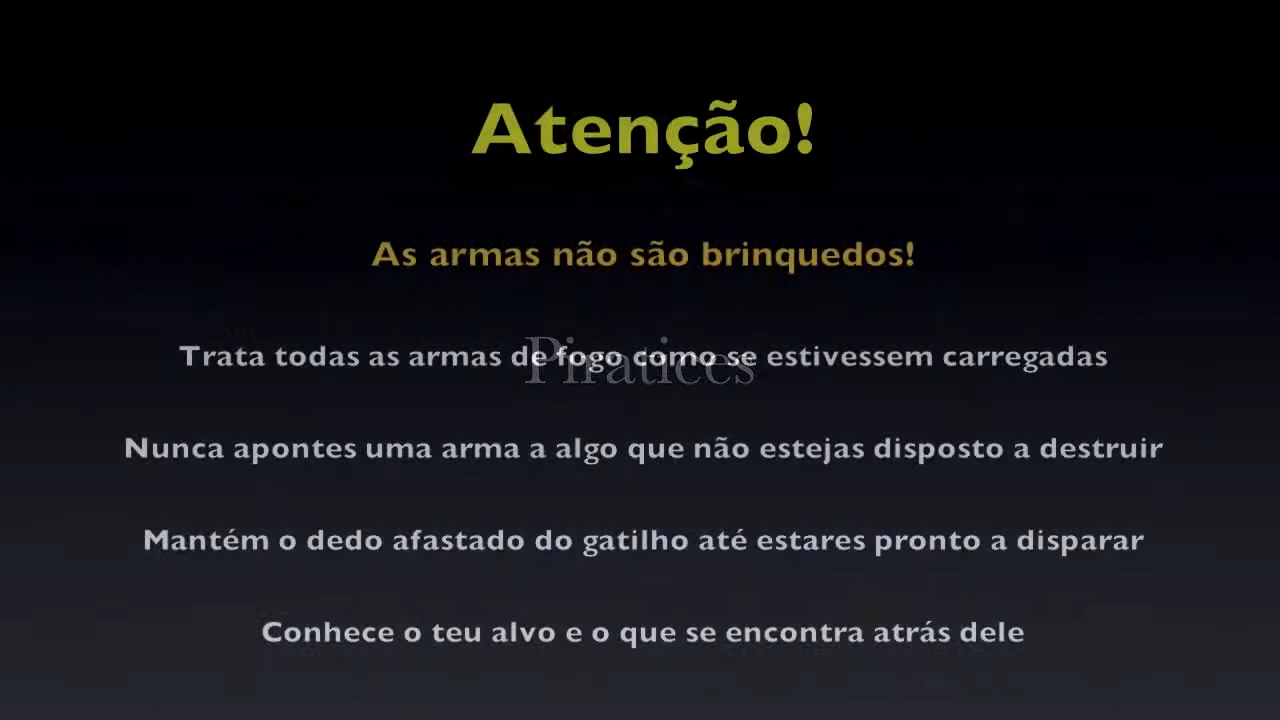 Atenção!
As armas não são brinquedos!
Trata todas as armas de fogo como se estivessem carregadas
Piratices
Nunca apontes uma arma a algo que não estejas disposto a destruir
Mantém o dedo afastado do gatilho até estares pronto a disparar
Conhece o teu alvo e o que se encontra atrás dele